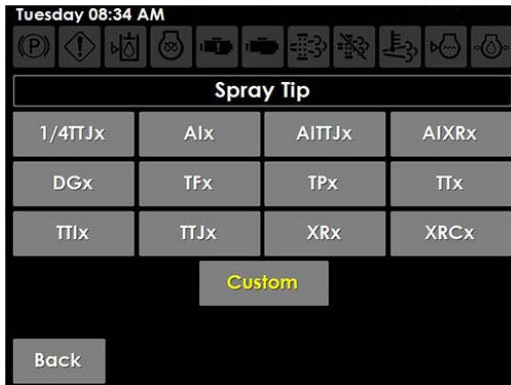 Tuesday 08:34 AM
(P)
Spray Tip
1/4TTJx AIx AITTJx AIXRx
DGx TFx TPx TTx
TTIx TTJx XRx XRCx
Custom
Back